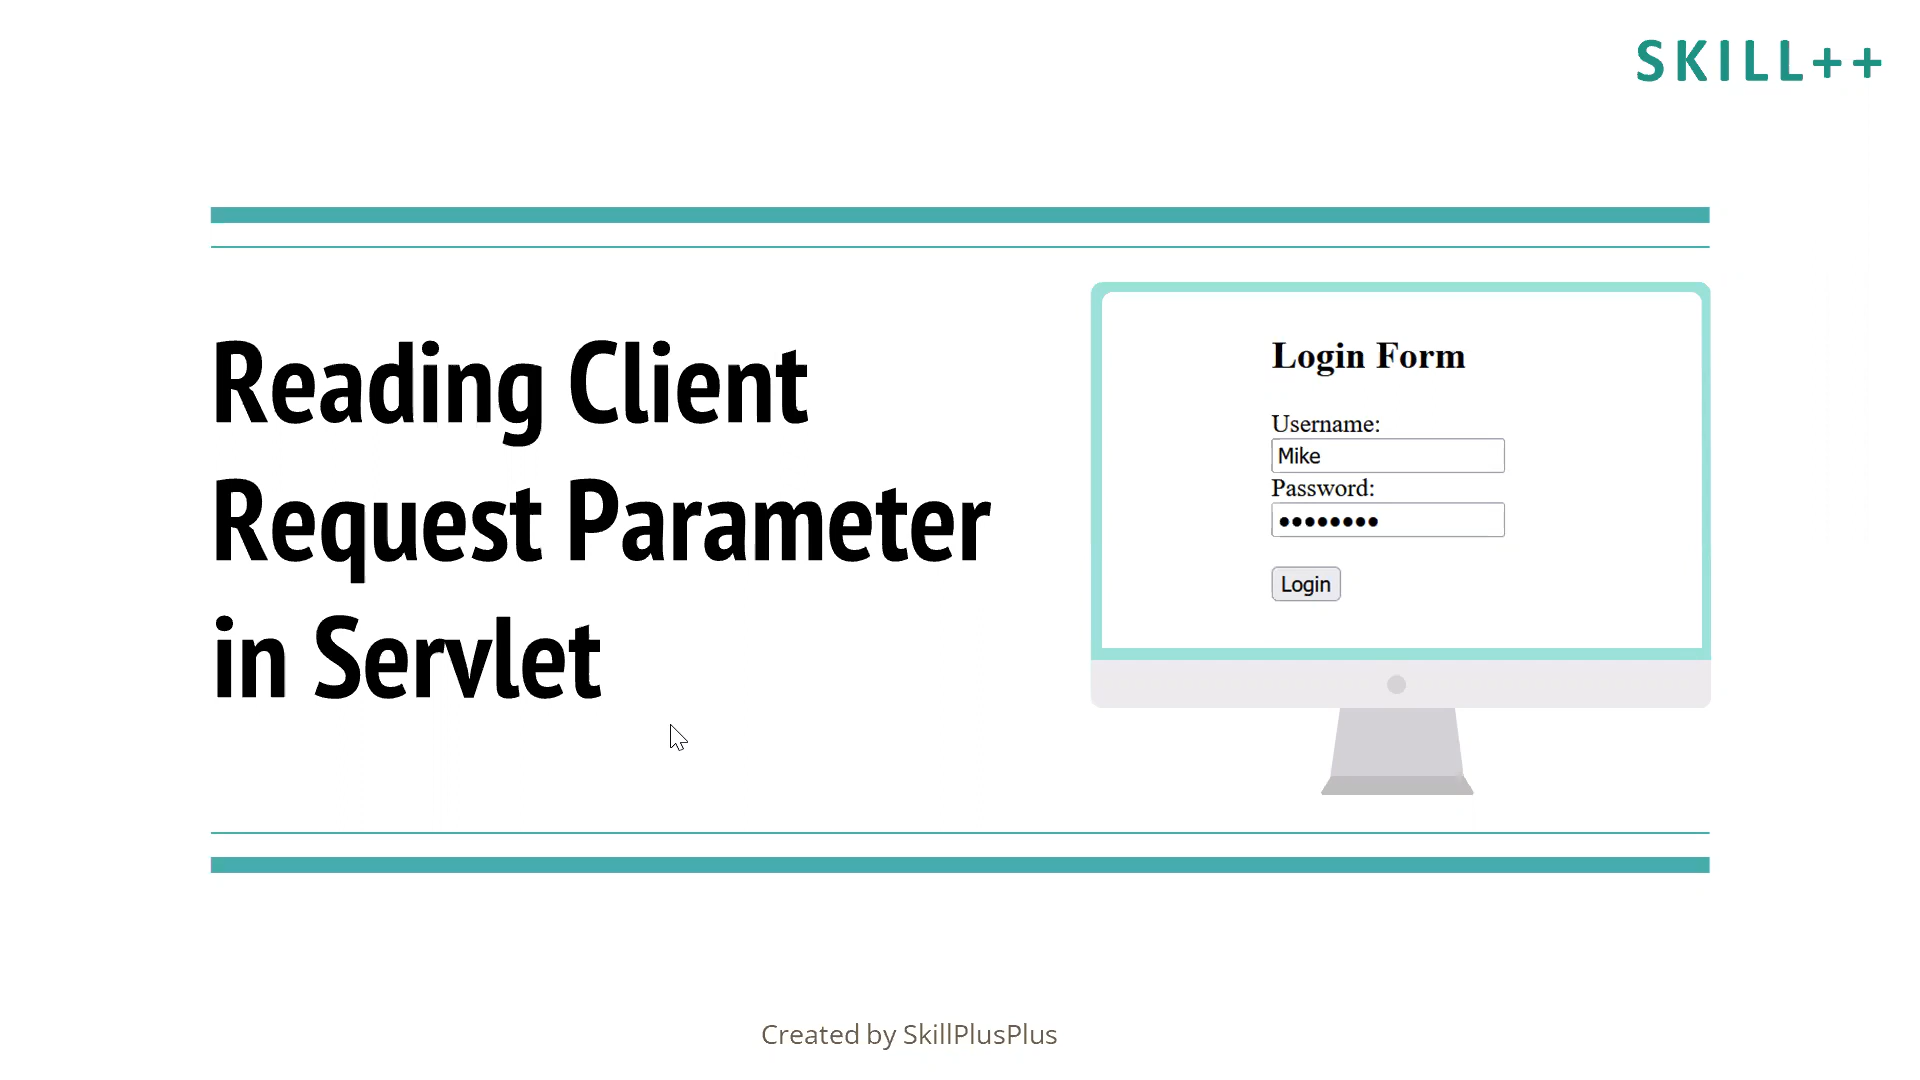 SKILL++
Reading Client
Request Parameter
in Servlet
Login Form
Username:
Mike
Password:
••••••••
Login
Created by SkillPlusPlus